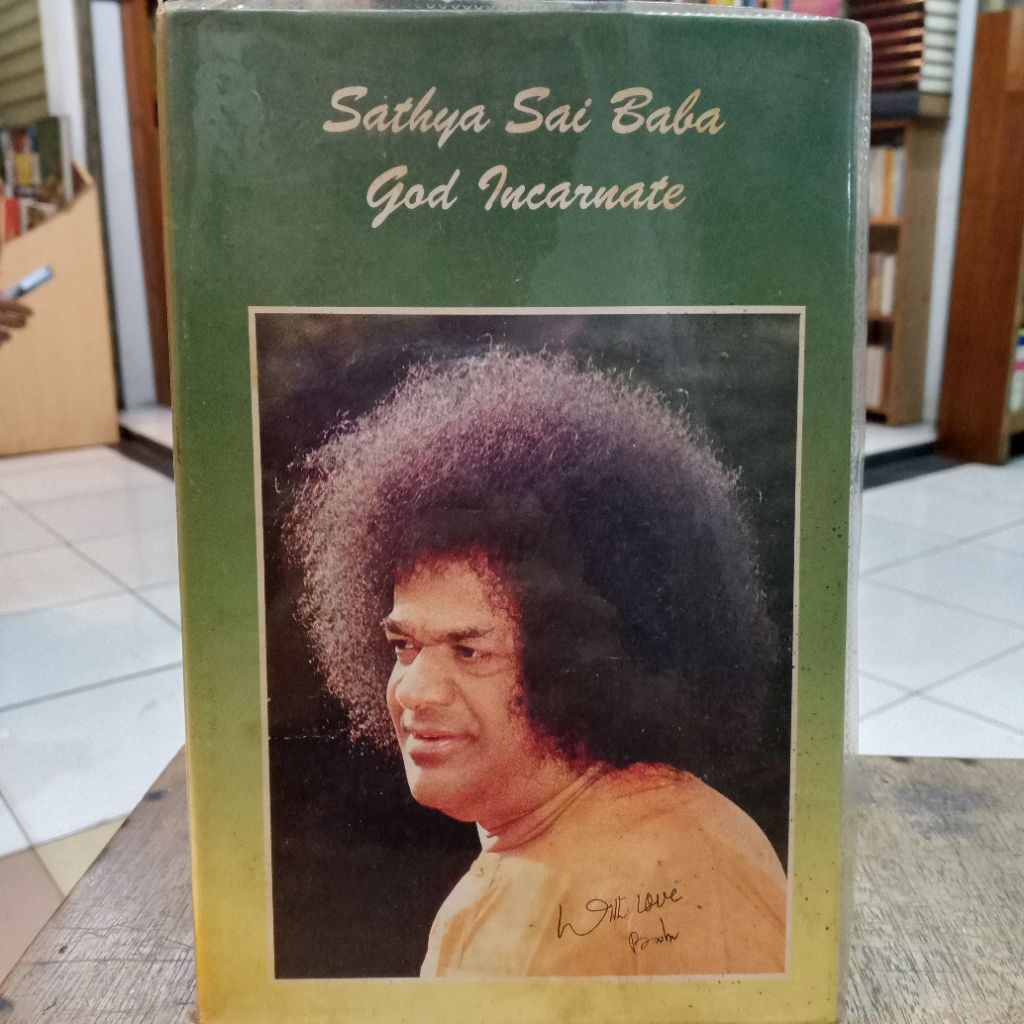 Sathya Sai Baba
God Incarnate
With Love
Baba